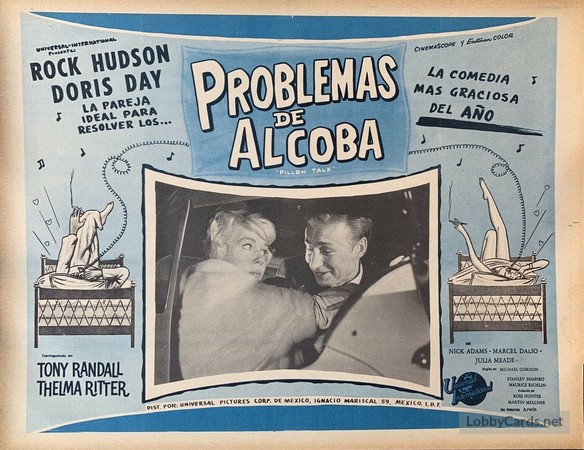 UNIVERSAL-INTERNATIONAL
Presenta:
ROCK HUDSON
DORIS DAY
LA PAREJA
IDEAL PARA
RESOLVER LOS...
PROBLEMAS
DE
ALCOBA
"PILLOW TALK"
CINEMASCOPE Y Eastman COLOR
LA COMEDIA
MAS GRACIOSA
DEL AÑO
Coprotagonizada por
TONY RANDALL
THELMA RITTER
CON
NICK ADAMS · MARCEL DALIO ·
JULIA MEADE ·
Dirigida por MICHAEL GORDON
STANLEY SHAPIRO
MAURICE RICHLIN
Producida por
ROSS HUNTER
MARTIN MELCHER
Arwin
Universal
International
DIST. POR: UNIVERSAL PICTURES CORP. DE MEXICO, IGNACIO MARISCAL 59, MEXICO, I. D. F.
LobbyCards.net